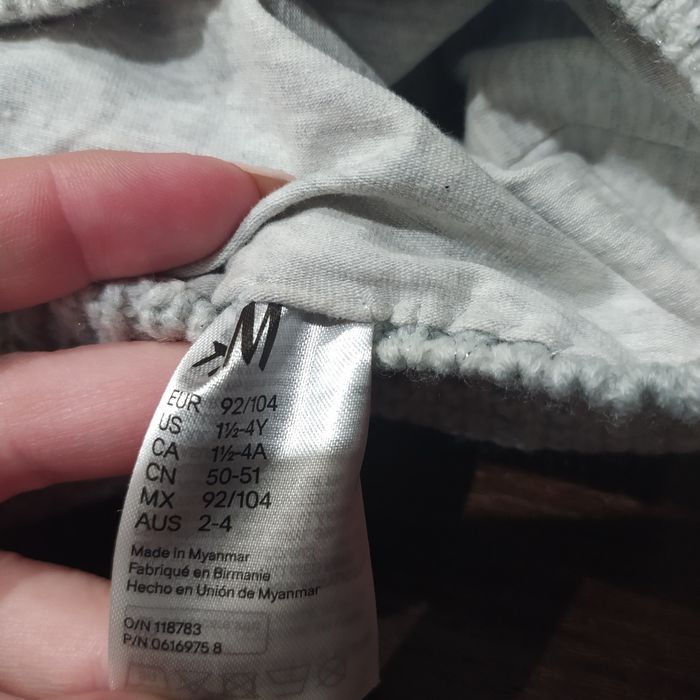 H&M
EUR 92/104
US 1½-4Y
CA 1½-4A
CN 50-51
MX 92/104
AUS 2-4
Made in Myanmar
Fabriqué en Birmanie
Hecho en Unión de Myanmar
O/N 118783
P/N 0616975 8